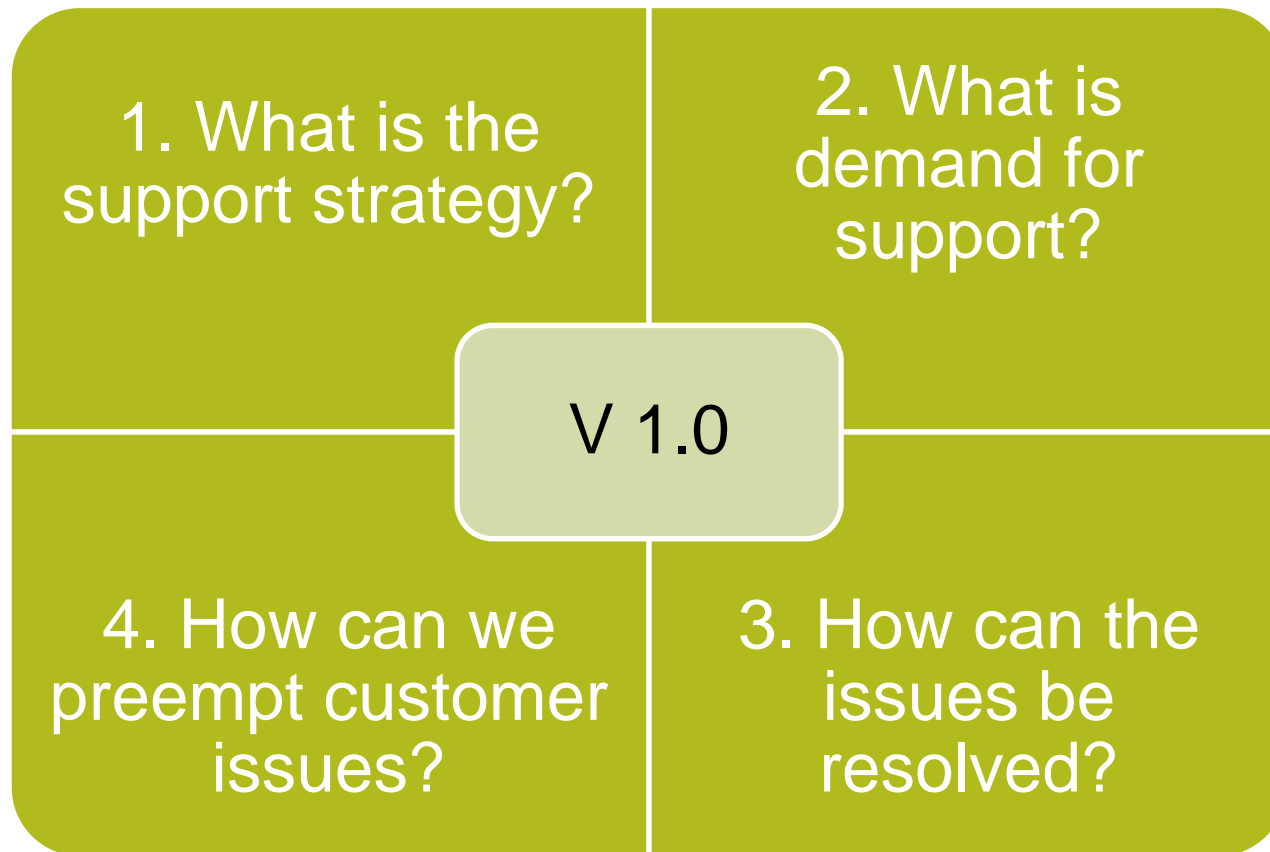 1. What is the
support strategy?
2. What is
demand for
support?
V 1.0
4. How can we
preempt customer
issues?
3. How can the
issues be
resolved?